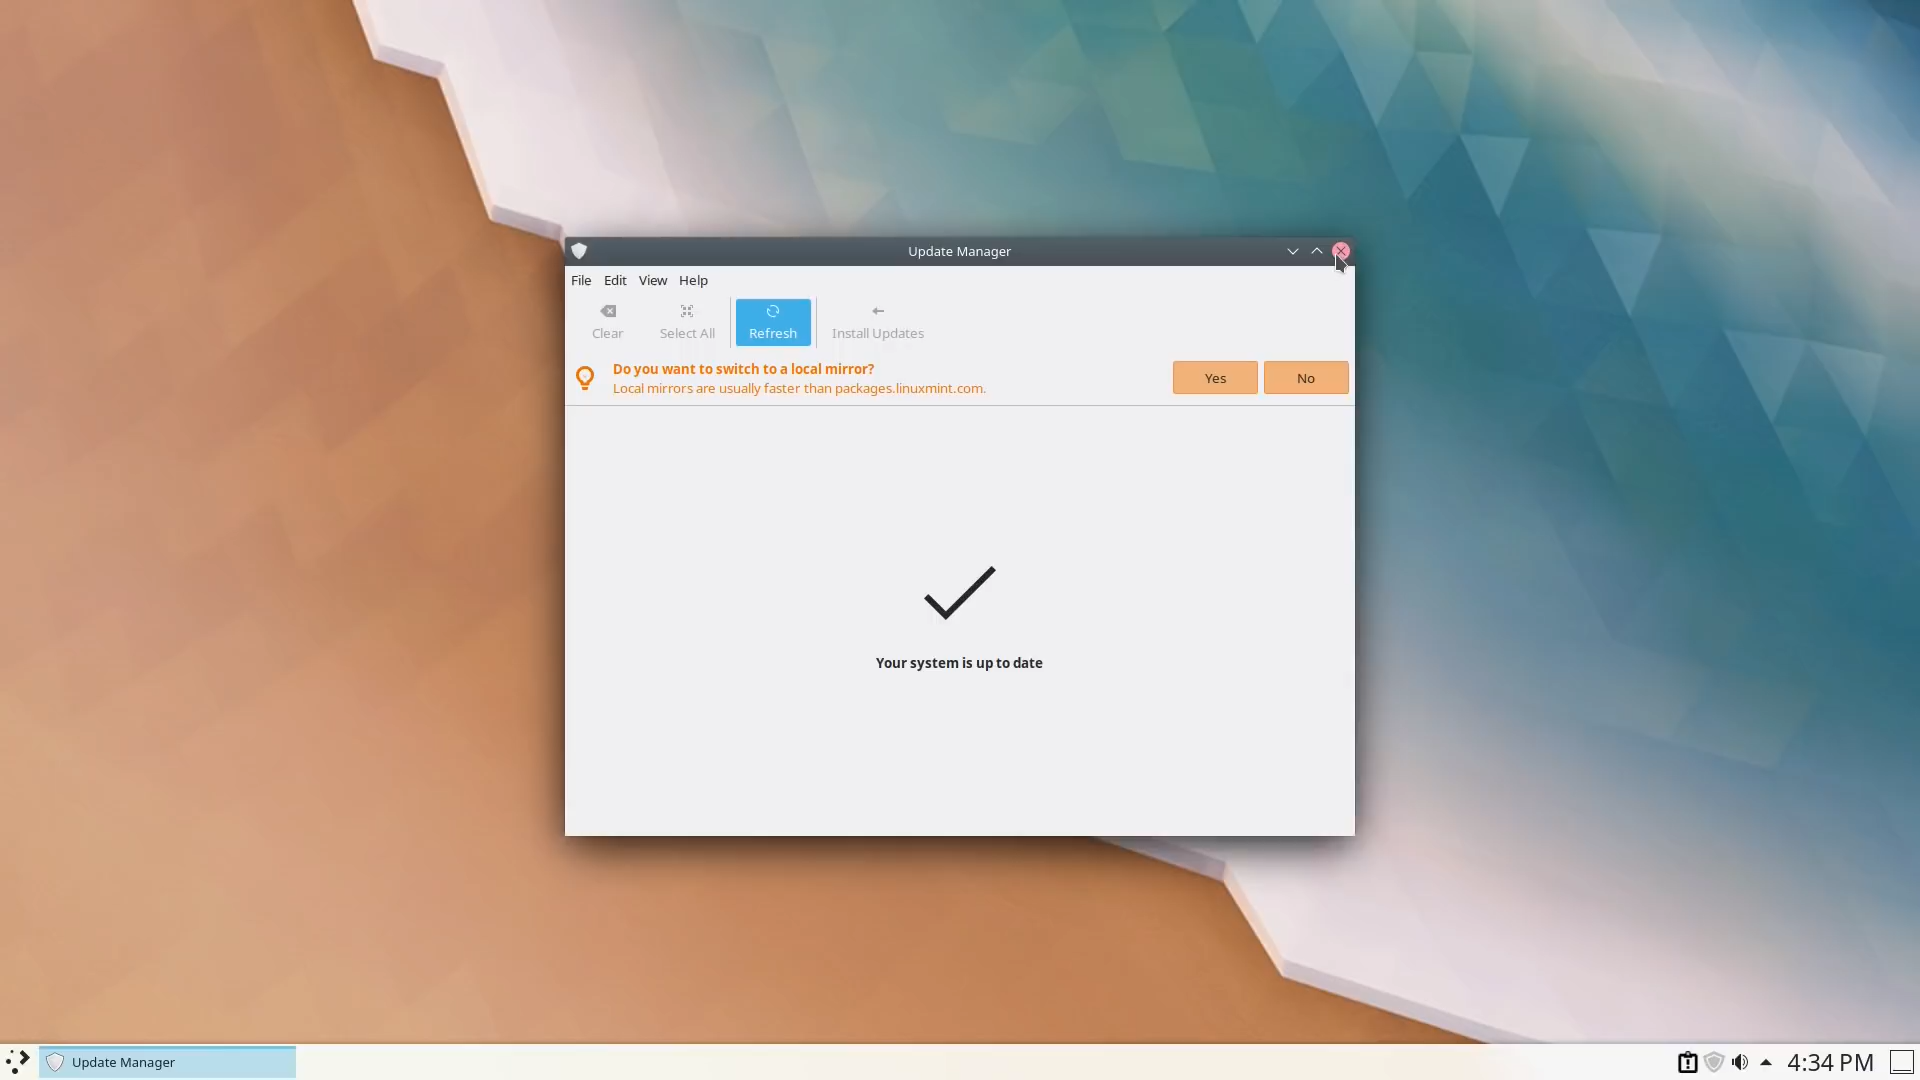 Update Manager
File Edit View Help
Clear Select All Refresh Install Updates
Do you want to switch to a local mirror?
Local mirrors are usually faster than packages.linuxmint.com.
Yes No
Your system is up to date
Update Manager 4:34 PM